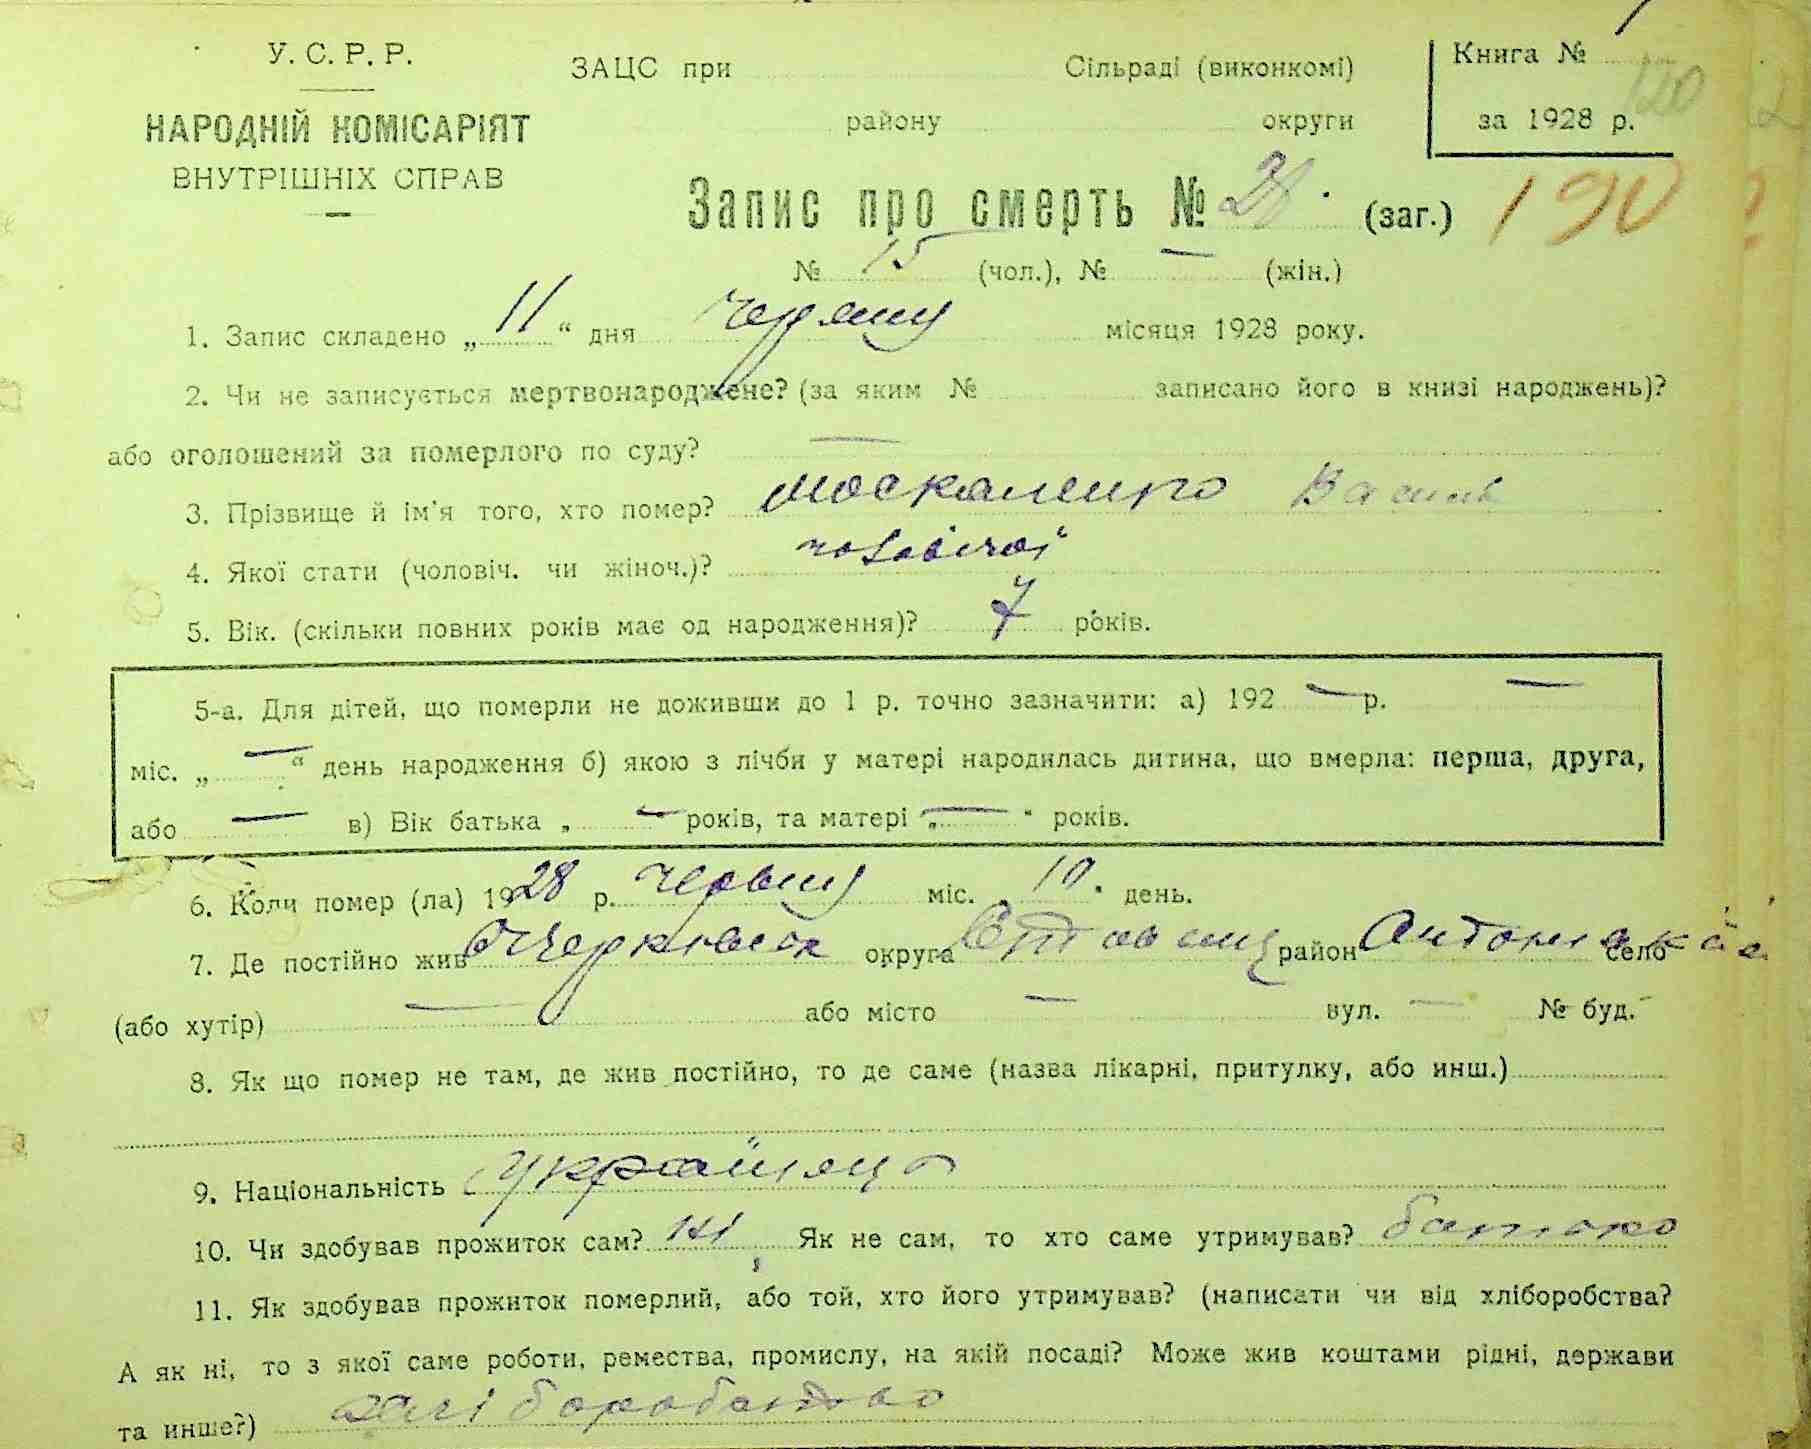 У. С. Р. Р.
НАРОДНІЙ КОМІСАРІЯТ
ВНУТРІШНІХ СПРАВ
ЗАЦС при Сільраді (виконкомі)
району округи
Книга №
за 1928 р.
120
Запис про смерть № (заг.) 190
№ 15 (чол.), № — (жін.)
1. Запис складено „ 11 “ дня червня місяця 1928 року.
2. Чи не записується мертвонароджене? (за яким № записано його в книзі народжень)?
або оголошений за померлого по суду? —
3. Прізвище й ім'я того, хто помер? Москаленко Василь
4. Якої стати (чоловіч. чи жіноч.)? чоловічої
5. Вік. (скільки повних років має од народження)? 7 років.
5-а. Для дітей, що померли не доживши до 1 р. точно зазначити: а) 192 — р. —
міс. „ — “ день народження б) якою з лічби у матері народилась дитина, що вмерла: перша, друга,
або — в) Вік батька „ — років, та матері „ — “ років.
6. Коли помер (ла) 1928 р. червня міс. 10 день.
7. Де постійно жив округа район село
(або хутір) — або місто — вул. — № буд.
8. Як що помер не там, де жив постійно, то де саме (назва лікарні, притулку, або инш.)
9. Національність українець
10. Чи здобував прожиток сам? ні Як не сам, то хто саме утримував? батько
11. Як здобував прожиток померлий, або той, хто його утримував? (написати чи від хліборобства?
А як ні, то з якої саме роботи, ремества, промислу, на якій посаді? Може жив коштами рідні, держави
та инше?)